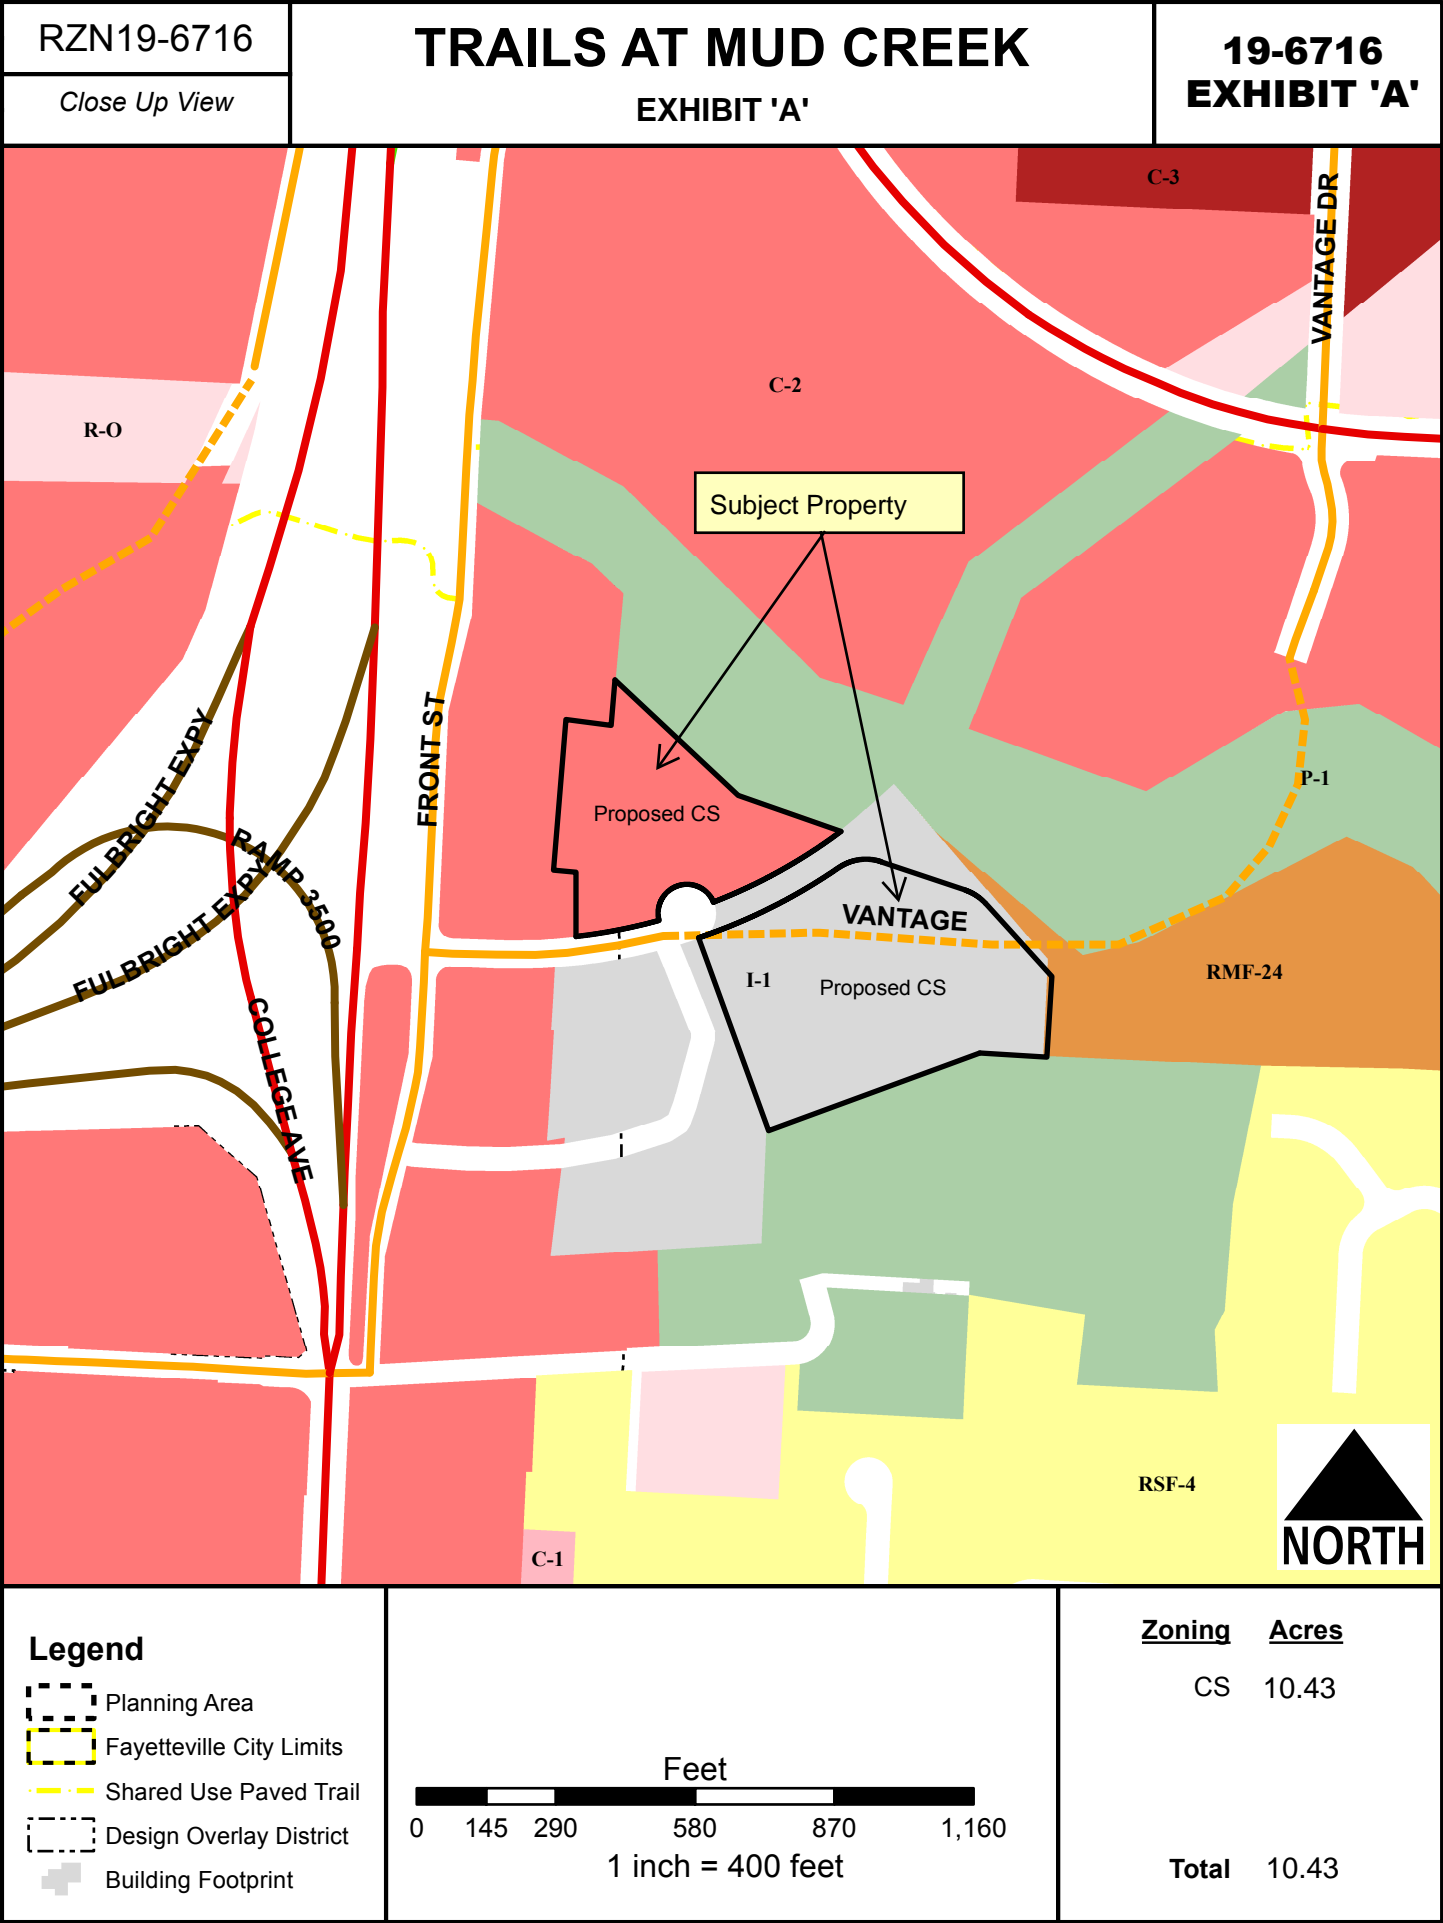 RZN19-6716
Close Up View
TRAILS AT MUD CREEK
EXHIBIT 'A'
19-6716
EXHIBIT 'A'
C-3
VANTAGE DR
C-2
R-O
Subject Property
FRONT ST
FULBRIGHT EXPY
P-1
Proposed CS
RAMP 3500
FULBRIGHT EXPY
VANTAGE
I-1
Proposed CS
RMF-24
COLLEGE AVE
RSF-4
C-1
NORTH
Legend
Planning Area
Fayetteville City Limits
Shared Use Paved Trail
Design Overlay District
Building Footprint
Feet
0 145 290 580 870 1,160
1 inch = 400 feet
Zoning Acres
CS 10.43
Total 10.43